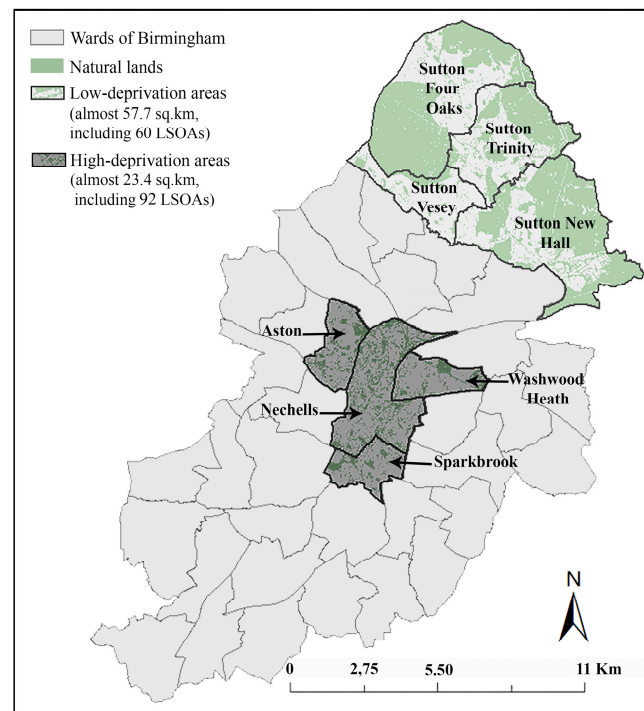 Wards of Birmingham
Natural lands
Low-deprivation areas
(almost 57.7 sq.km,
including 60 LSOAs)
High-deprivation areas
(almost 23.4 sq.km,
including 92 LSOAs)
Sutton
Four
Oaks
Sutton
Trinity
Sutton
Vesey
Sutton New
Hall
Aston
Washwood
Heath
Nechells
Sparkbrook
N
0 2,75 5,50 11 Km